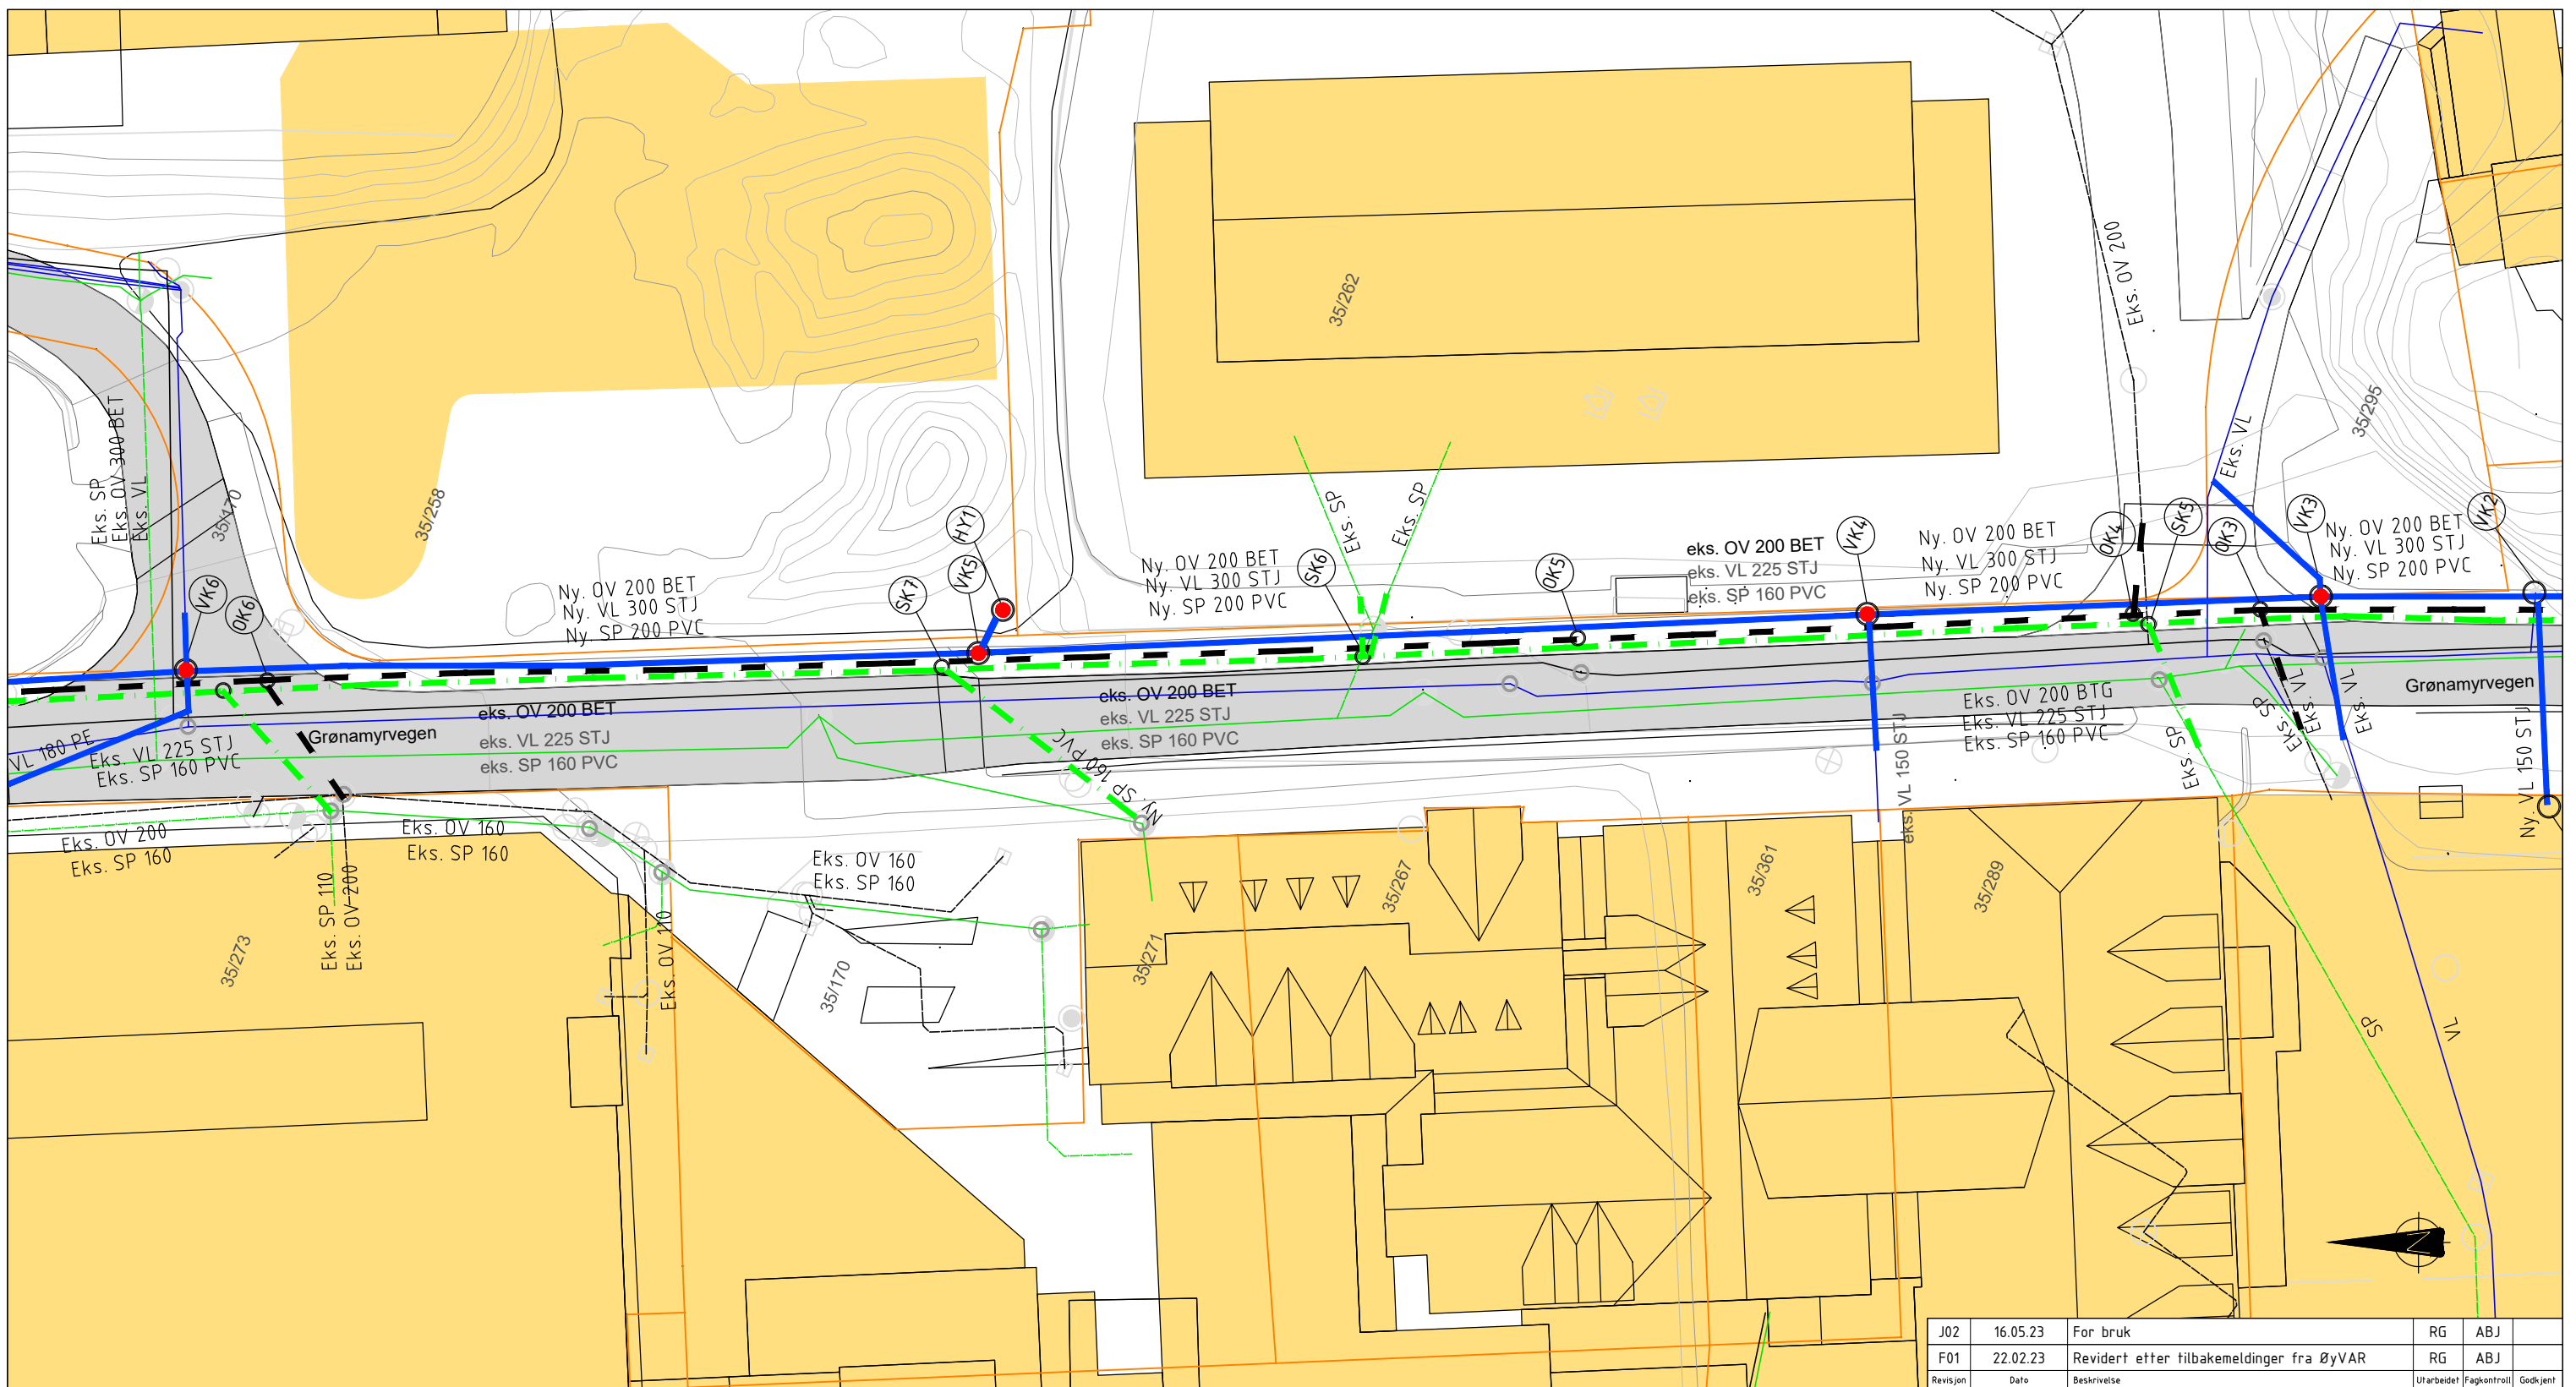 Eks. SP
Eks. OV 300 BET
Eks. VL
35/170
35/258
VK6
OK6
Ny. OV 200 BET
Ny. VL 300 STJ
Ny. SP 200 PVC
SK7
VK5
HY1
Ny. OV 200 BET
Ny. VL 300 STJ
Ny. SP 200 PVC
35/262
Eks. SP
Eks. SP
SK6
OK5
eks. OV 200 BET
eks. VL 225 STJ
eks. SP 160 PVC
VK4
Ny. OV 200 BET
Ny. VL 300 STJ
Ny. SP 200 PVC
Eks. OV 200
OK4
SK5
OK3
Eks. VL
VK3
35/295
Ny. OV 200 BET
Ny. VL 300 STJ
Ny. SP 200 PVC
VK2
VL 180 PE
Eks. VL 225 STJ
Eks. SP 160 PVC
Grønamyrvegen
eks. OV 200 BET
eks. VL 225 STJ
eks. SP 160 PVC
Ny. SP 160 PVC
eks. OV 200 BET
eks. VL 225 STJ
eks. SP 160 PVC
eks. VL 150 STJ
Eks. OV 200 BTG
Eks. VL 225 STJ
Eks. SP 160 PVC
Eks SP
Eks. SP
Eks. VL
Eks. VL
Grønamyrvegen
Ny. VL 150 STJ
Eks. OV 200
Eks. SP 160
Eks. OV 160
Eks. SP 160
Eks. SP 110
Eks. OV 200
Eks. OV 110
Eks. OV 160
Eks. SP 160
35/273
35/170
35/271
35/267
35/361
35/289
SP
VL
N
J02 16.05.23 For bruk RG ABJ
F01 22.02.23 Revidert etter tilbakemeldinger fra ØyVAR RG ABJ
Revisjon Dato Beskrivelse Utarbeidet Fagkontroll Godkjent